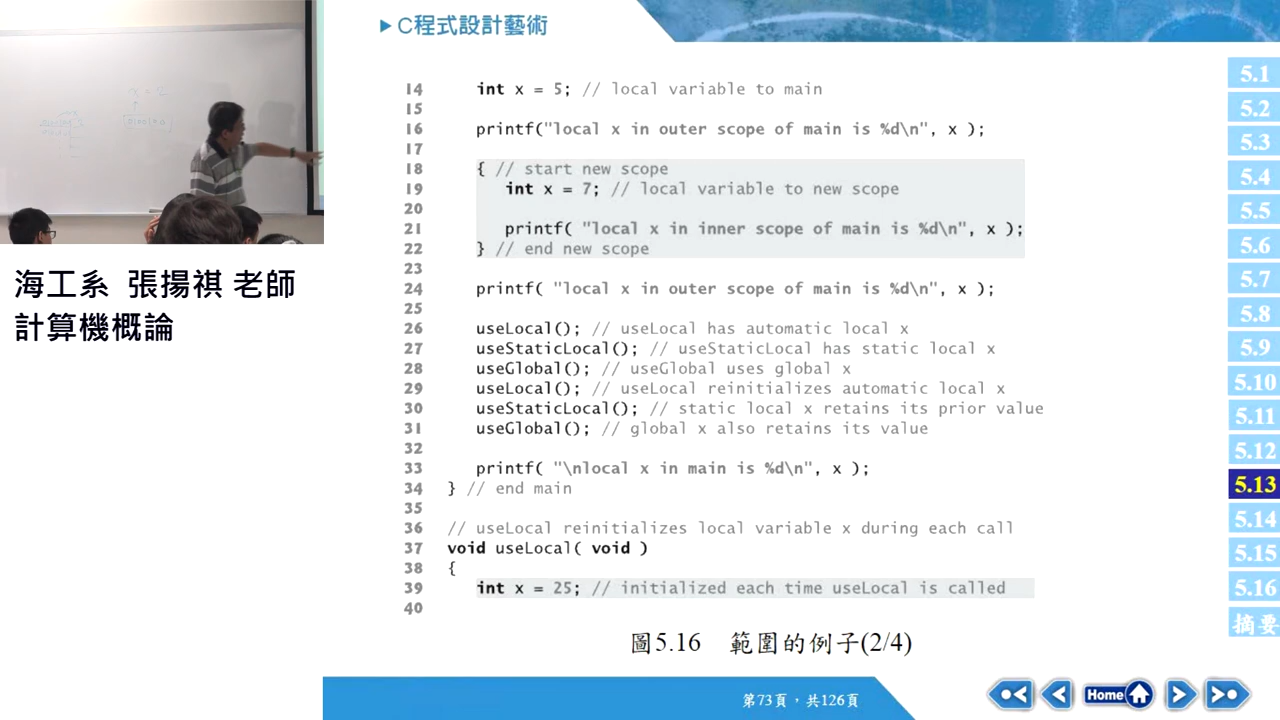 C程式設計藝術
14 int x = 5; // local variable to main
15
16 printf("local x in outer scope of main is %d\n", x );
17
18 { // start new scope
19 int x = 7; // local variable to new scope
20
21 printf( "local x in inner scope of main is %d\n", x );
22 } // end new scope
23
24 printf( "local x in outer scope of main is %d\n", x );
25
26 useLocal(); // useLocal has automatic local x
27 useStaticLocal(); // useStaticLocal has static local x
28 useGlobal(); // useGlobal uses global x
29 useLocal(); // useLocal reinitializes automatic local x
30 useStaticLocal(); // static local x retains its prior value
31 useGlobal(); // global x also retains its value
32
33 printf( "\nlocal x in main is %d\n", x );
34 } // end main
35
36 // useLocal reinitializes local variable x during each call
37 void useLocal( void )
38 {
39 int x = 25; // initialized each time useLocal is called
40
圖5.16 範圍的例子(2/4)
海工系 張揚祺 老師
計算機概論
5.1
5.2
5.3
5.4
5.5
5.6
5.7
5.8
5.9
5.10
5.11
5.12
5.13
5.14
5.15
5.16
摘要
第73頁,共126頁
Home